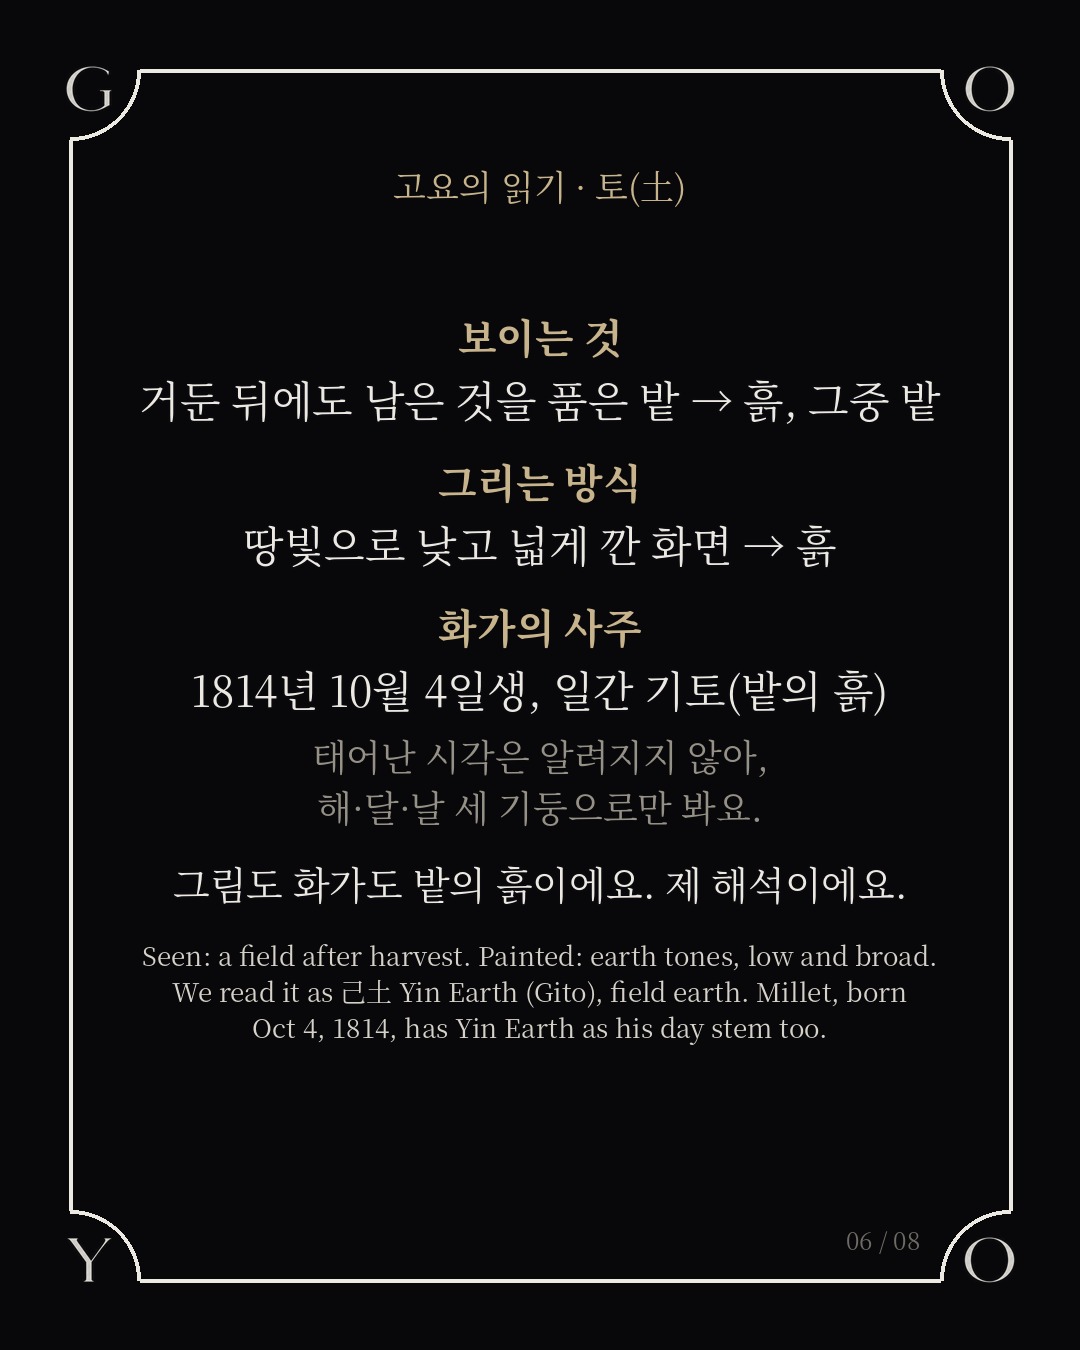 G
O
고요의 읽기 · 토(土)
보이는 것
거둔 뒤에도 남은 것을 품은 밭 → 흙, 그중 밭
그리는 방식
땅빛으로 낮고 넓게 깐 화면 → 흙
화가의 사주
1814년 10월 4일생, 일간 기토(밭의 흙)
태어난 시각은 알려지지 않아,
해·달·날 세 기둥으로만 봐요.
그림도 화가도 밭의 흙이에요. 제 해석이에요.
Seen: a field after harvest. Painted: earth tones, low and broad.
We read it as 己土 Yin Earth (Gito), field earth. Millet, born
Oct 4, 1814, has Yin Earth as his day stem too.
06 / 08
Y
O